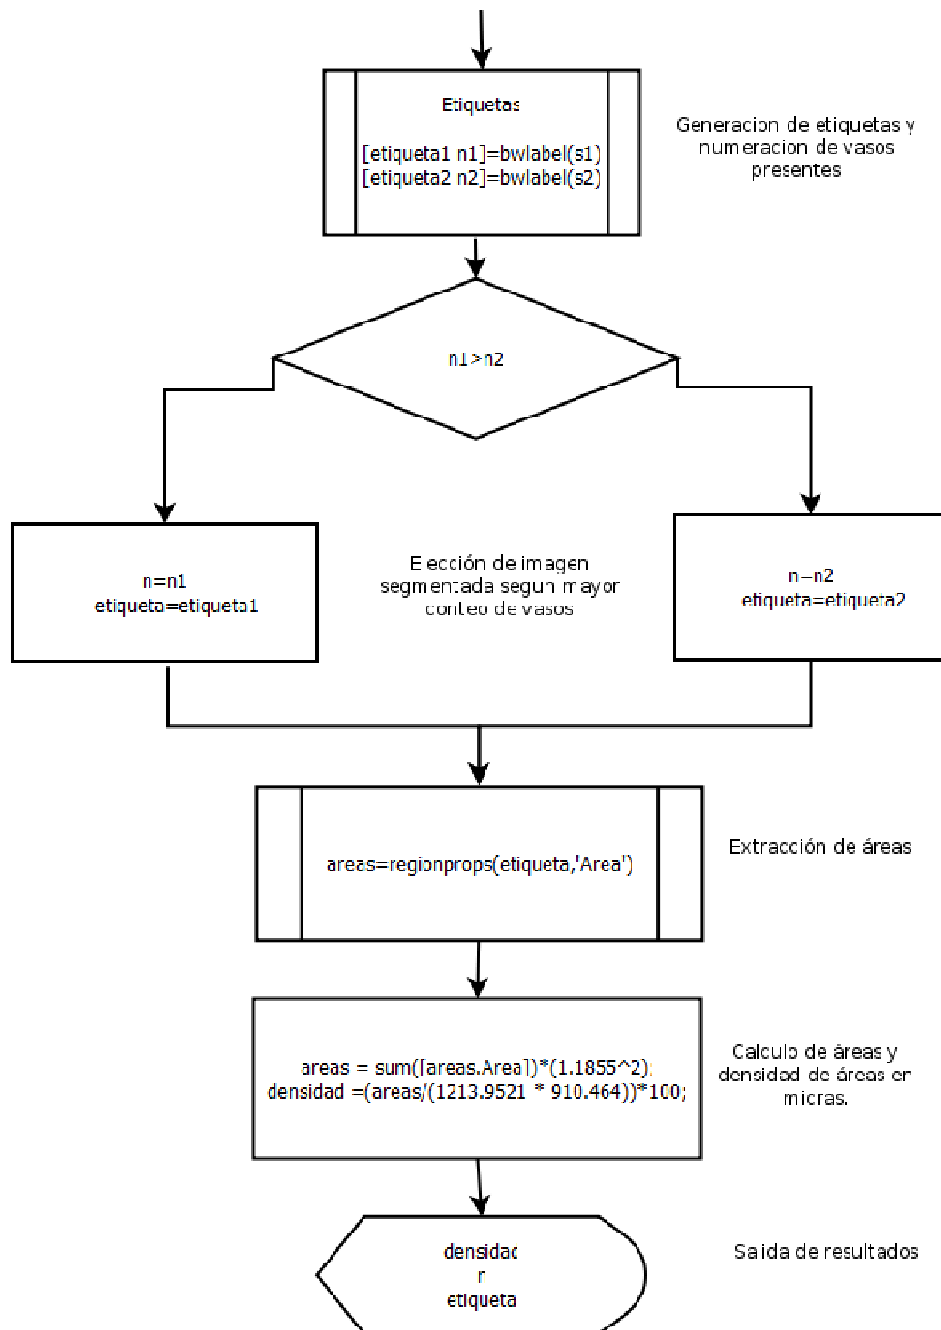 Etiquetas
[etiqueta1 n1]=bwlabel(s1)
[etiqueta2 n2]=bwlabel(s2)
Generacion de etiquetas y
numeracion de vasos
presentes
n1>n2
n=n1
etiqueta=etiqueta1
Elección de imagen
segmentada segun mayor
conteo de vasos
n=n2
etiqueta=etiqueta2
areas=regionprops(etiqueta,'Area')
Extracción de áreas
areas = sum([areas.Area])*(1.1855^2);
densidad =(areas/(1213.9521 * 910.464))*100;
Calculo de áreas y
densidad de áreas en
micras.
densidad
n
etiqueta
Salida de resultados